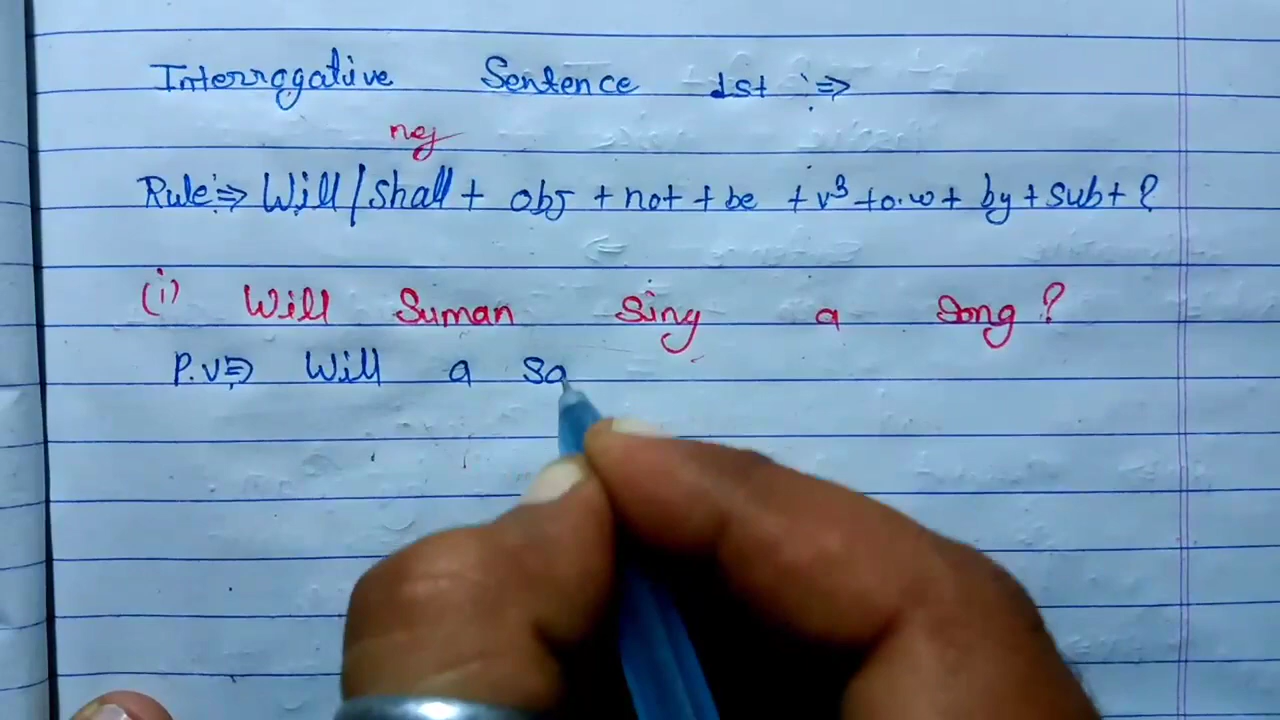 Interrogative Sentence 1st :⇒
neg
Rule:⇒ Will/Shall + obj + not + be + v³ + o.w + by + sub + ?
(i) Will Suman Sing a Song?
P.V⇒ Will a so